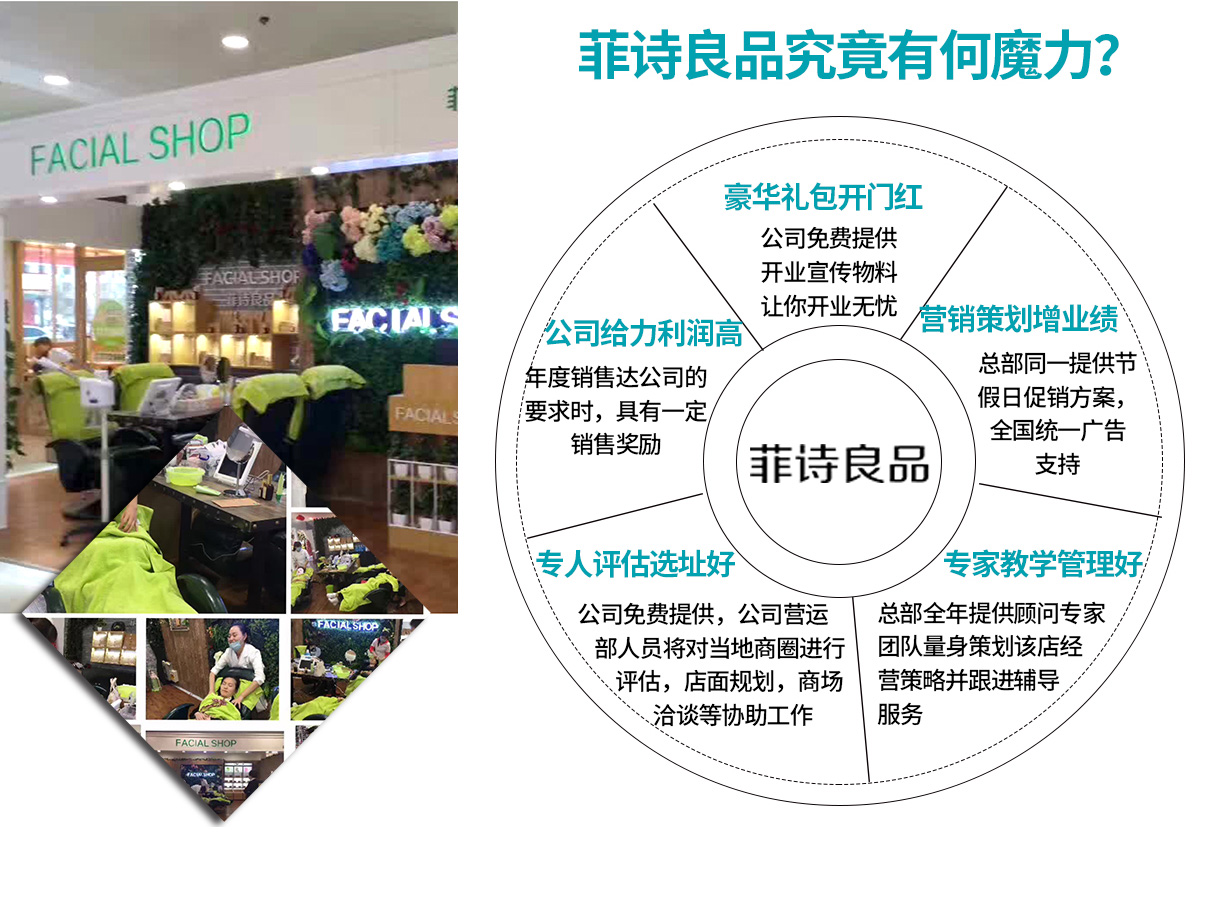 菲诗良品究竟有何魔力？
FACIAL SHOP
FACIAL SHOP
菲诗良品
FACIALS
FACIALS
FACIAL SHOP
FACIAL SHOP
FACIAL SHOP
豪华礼包开门红
公司免费提供
开业宣传物料
让你开业无忧
营销策划增业绩
总部同一提供节
假日促销方案，
全国统一广告
支持
公司给力利润高
年度销售达公司的
要求时，具有一定
销售奖励
菲诗良品
专人评估选址好
公司免费提供，公司营运
部人员将对当地商圈进行
评估，店面规划，商场
洽谈等协助工作
专家教学管理好
总部全年提供顾问专家
团队量身策划该店经
营策略并跟进辅导
服务